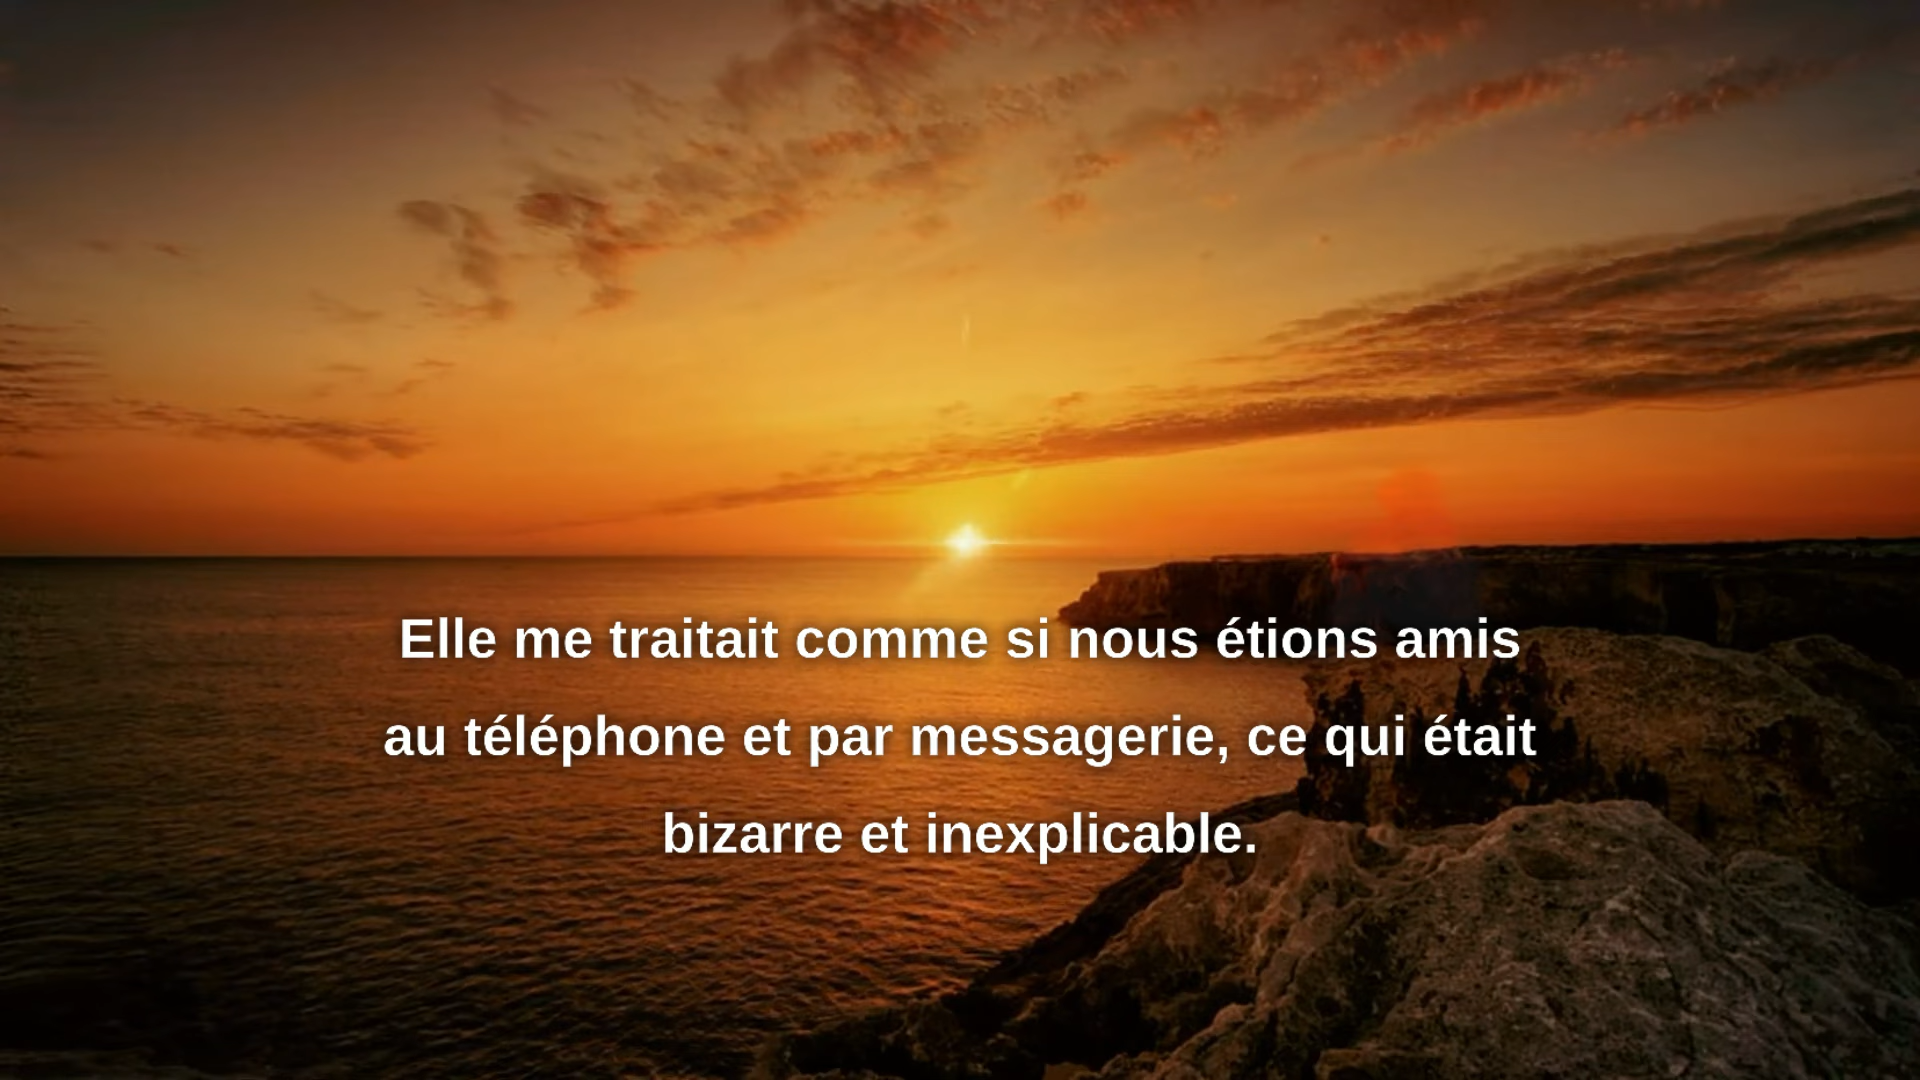 Elle me traitait comme si nous étions amis
au téléphone et par messagerie, ce qui était
bizarre et inexplicable.